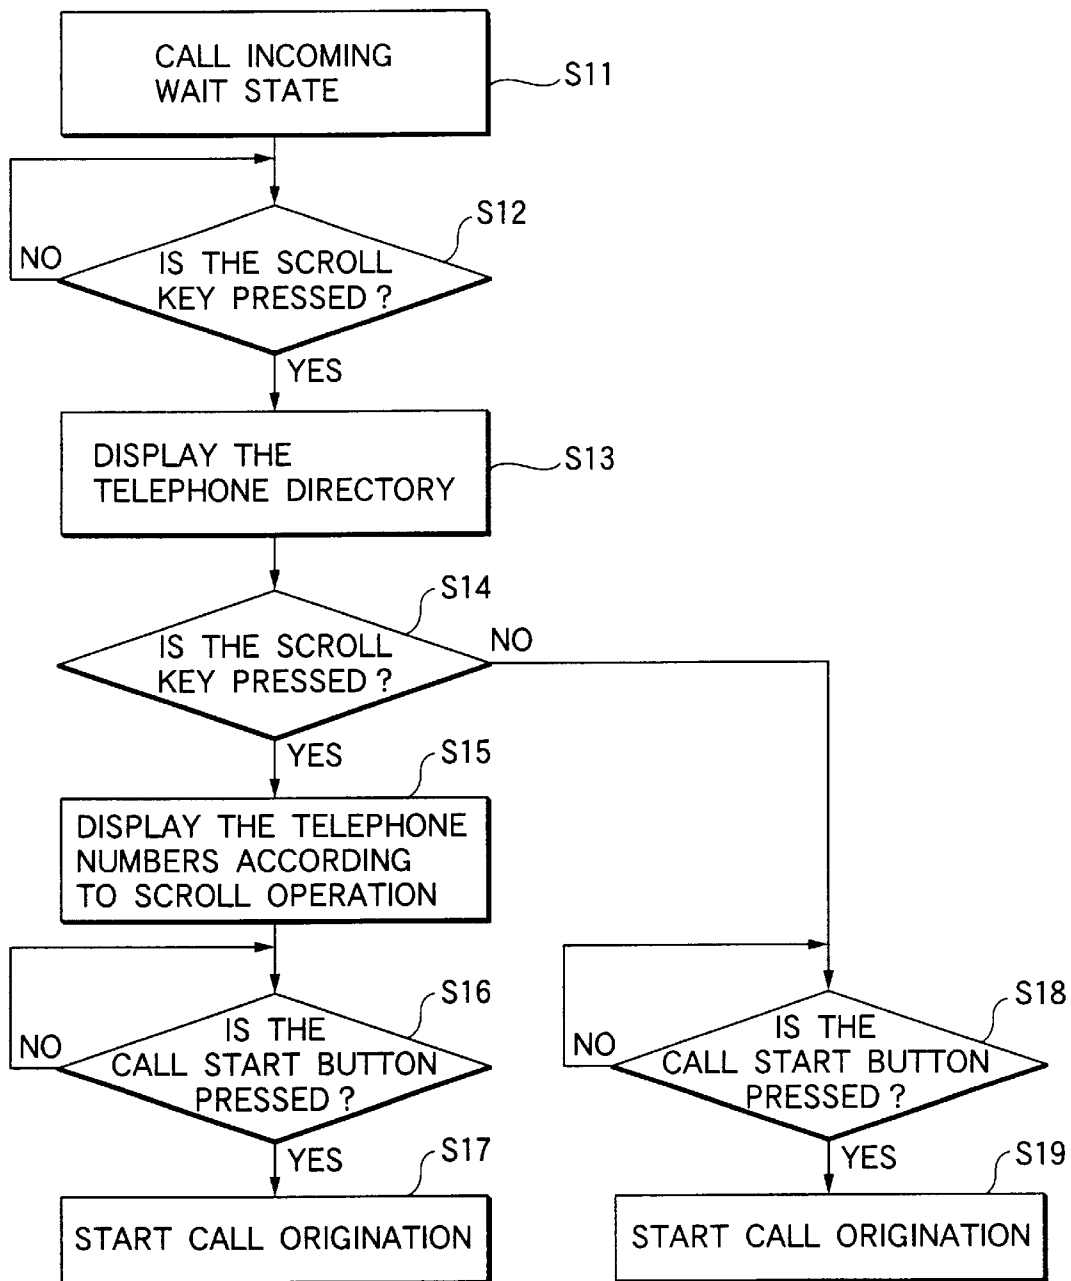 CALL INCOMING
WAIT STATE
S11
S12
NO
IS THE SCROLL
KEY PRESSED?
YES
DISPLAY THE
TELEPHONE DIRECTORY
S13
S14
NO
IS THE SCROLL
KEY PRESSED?
YES
S15
DISPLAY THE TELEPHONE
NUMBERS ACCORDING
TO SCROLL OPERATION
S16
NO
IS THE
CALL START BUTTON
PRESSED?
YES
S17
START CALL ORIGINATION
S18
NO
IS THE
CALL START BUTTON
PRESSED?
YES
S19
START CALL ORIGINATION